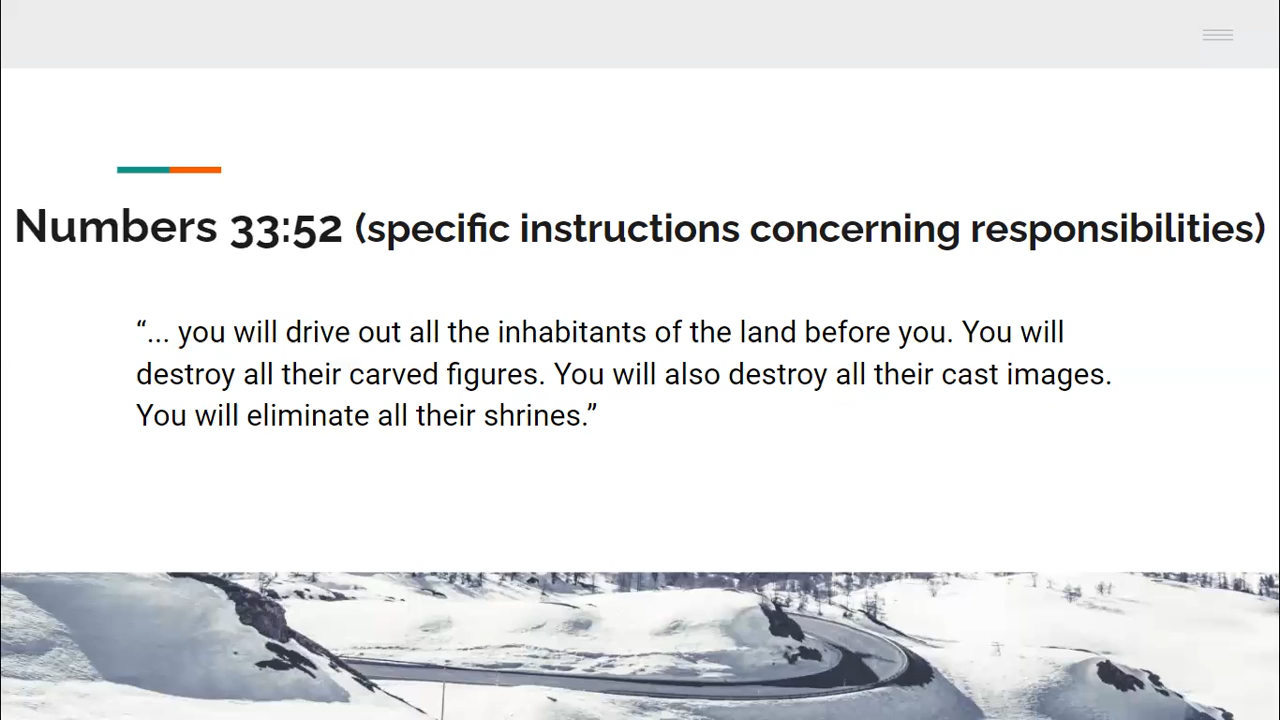 Numbers 33:52 (specific instructions concerning responsibilities)
“... you will drive out all the inhabitants of the land before you. You will
destroy all their carved figures. You will also destroy all their cast images.
You will eliminate all their shrines.”